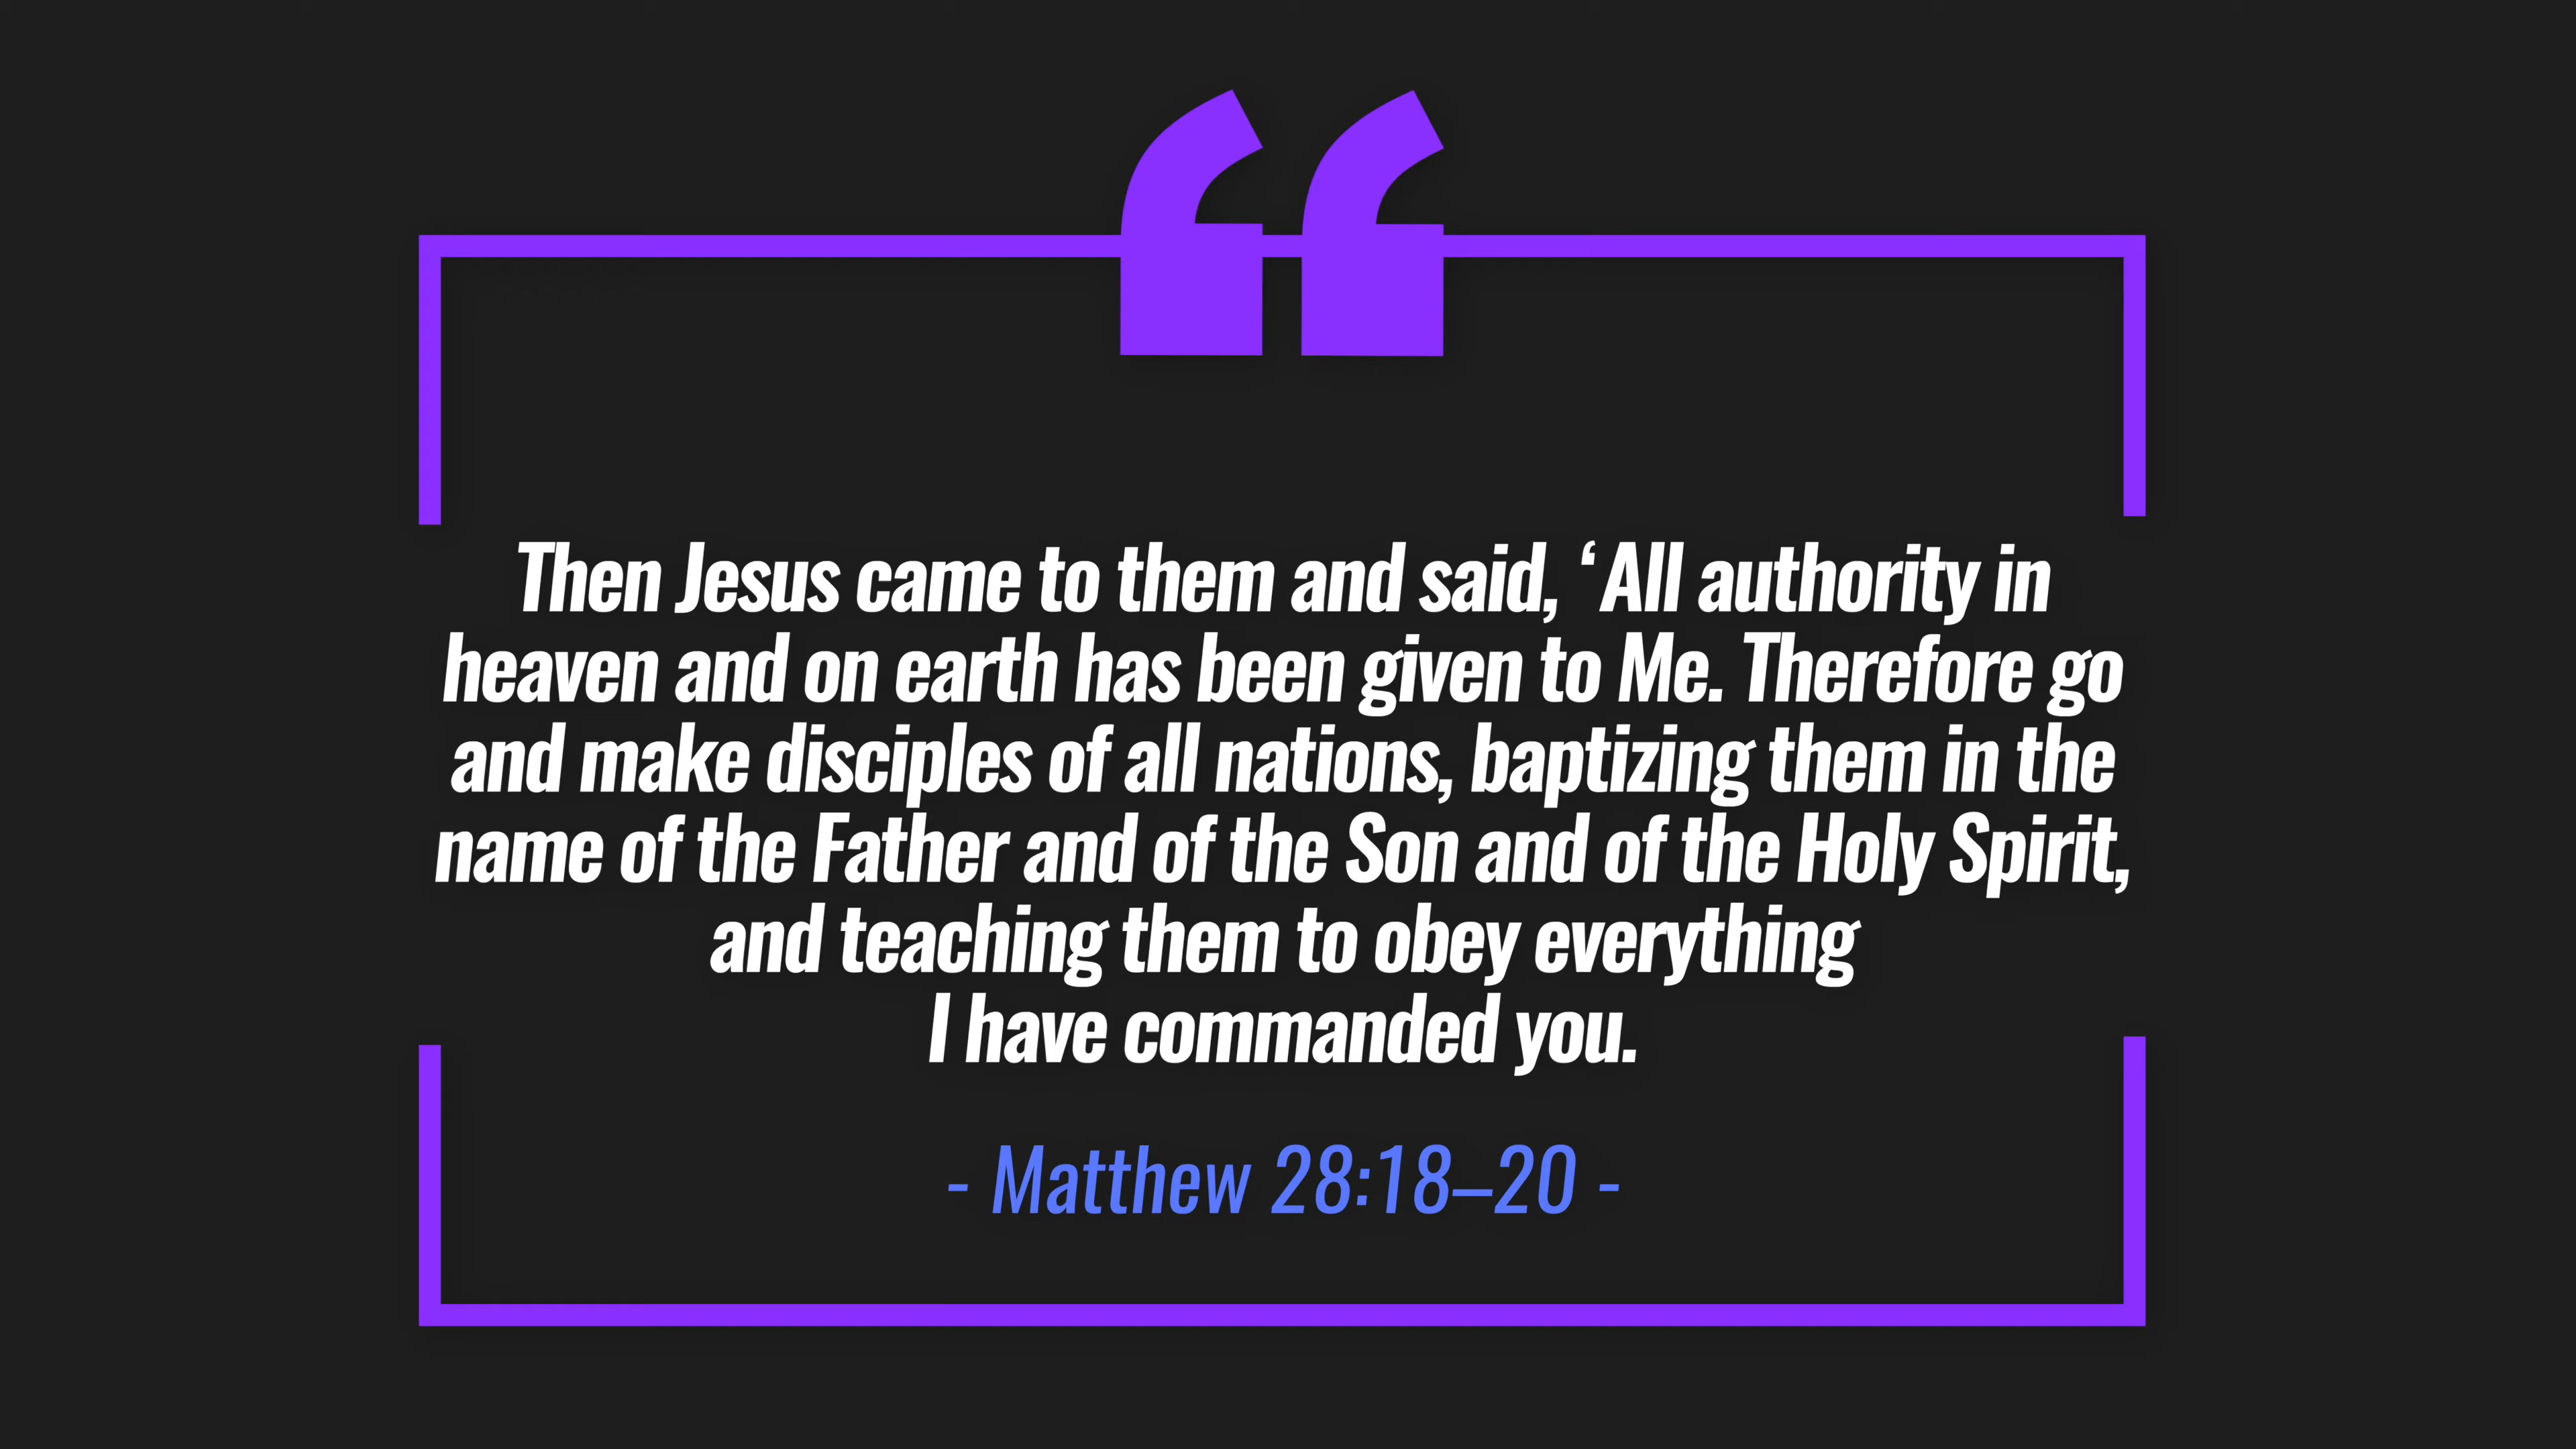 Then Jesus came to them and said, ‘All authority in
heaven and on earth has been given to Me. Therefore go
and make disciples of all nations, baptizing them in the
name of the Father and of the Son and of the Holy Spirit,
and teaching them to obey everything
I have commanded you.
- Matthew 28:18–20 -